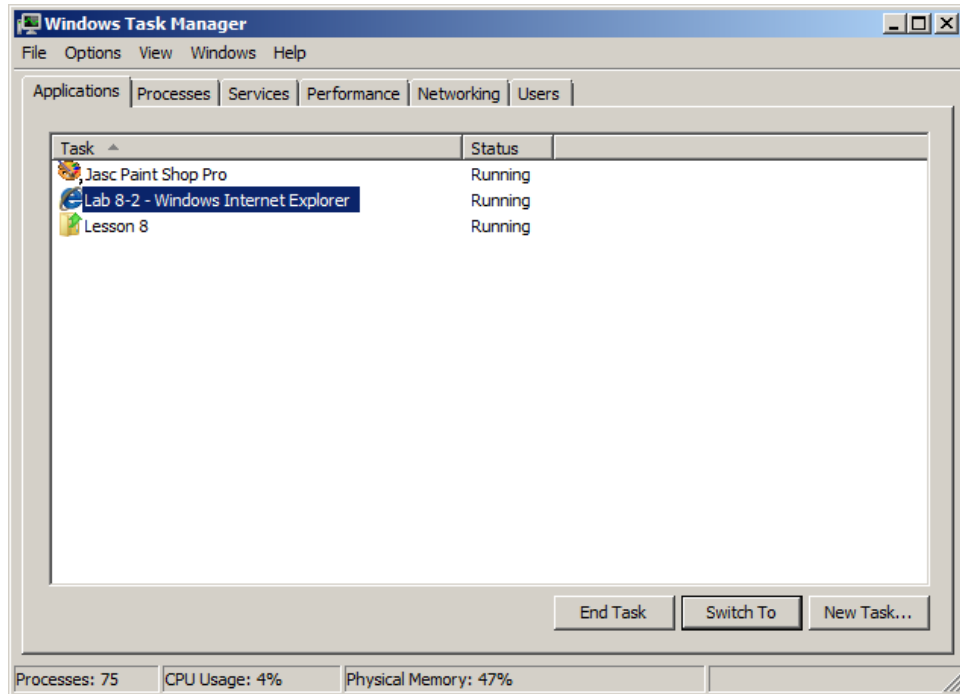 Windows Task Manager
File Options View Windows Help
Applications Processes Services Performance Networking Users
Task Status
Jasc Paint Shop Pro Running
Lab 8-2 - Windows Internet Explorer Running
Lesson 8 Running
End Task Switch To New Task...
Processes: 75 CPU Usage: 4% Physical Memory: 47%